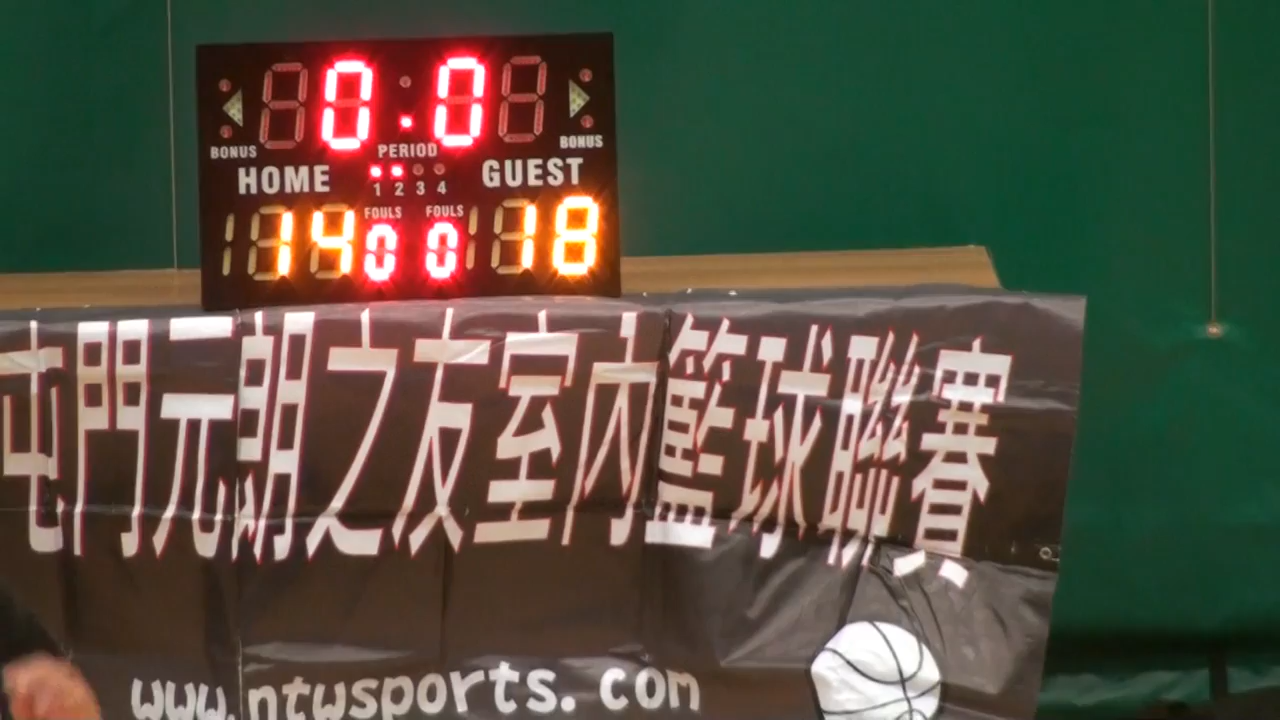 0.0
BONUS PERIOD BONUS
HOME GUEST
1 2 3 4
FOULS FOULS
14 0 0 18
屯門元朗之友室內籃球聯賽
www.ntwsports.com